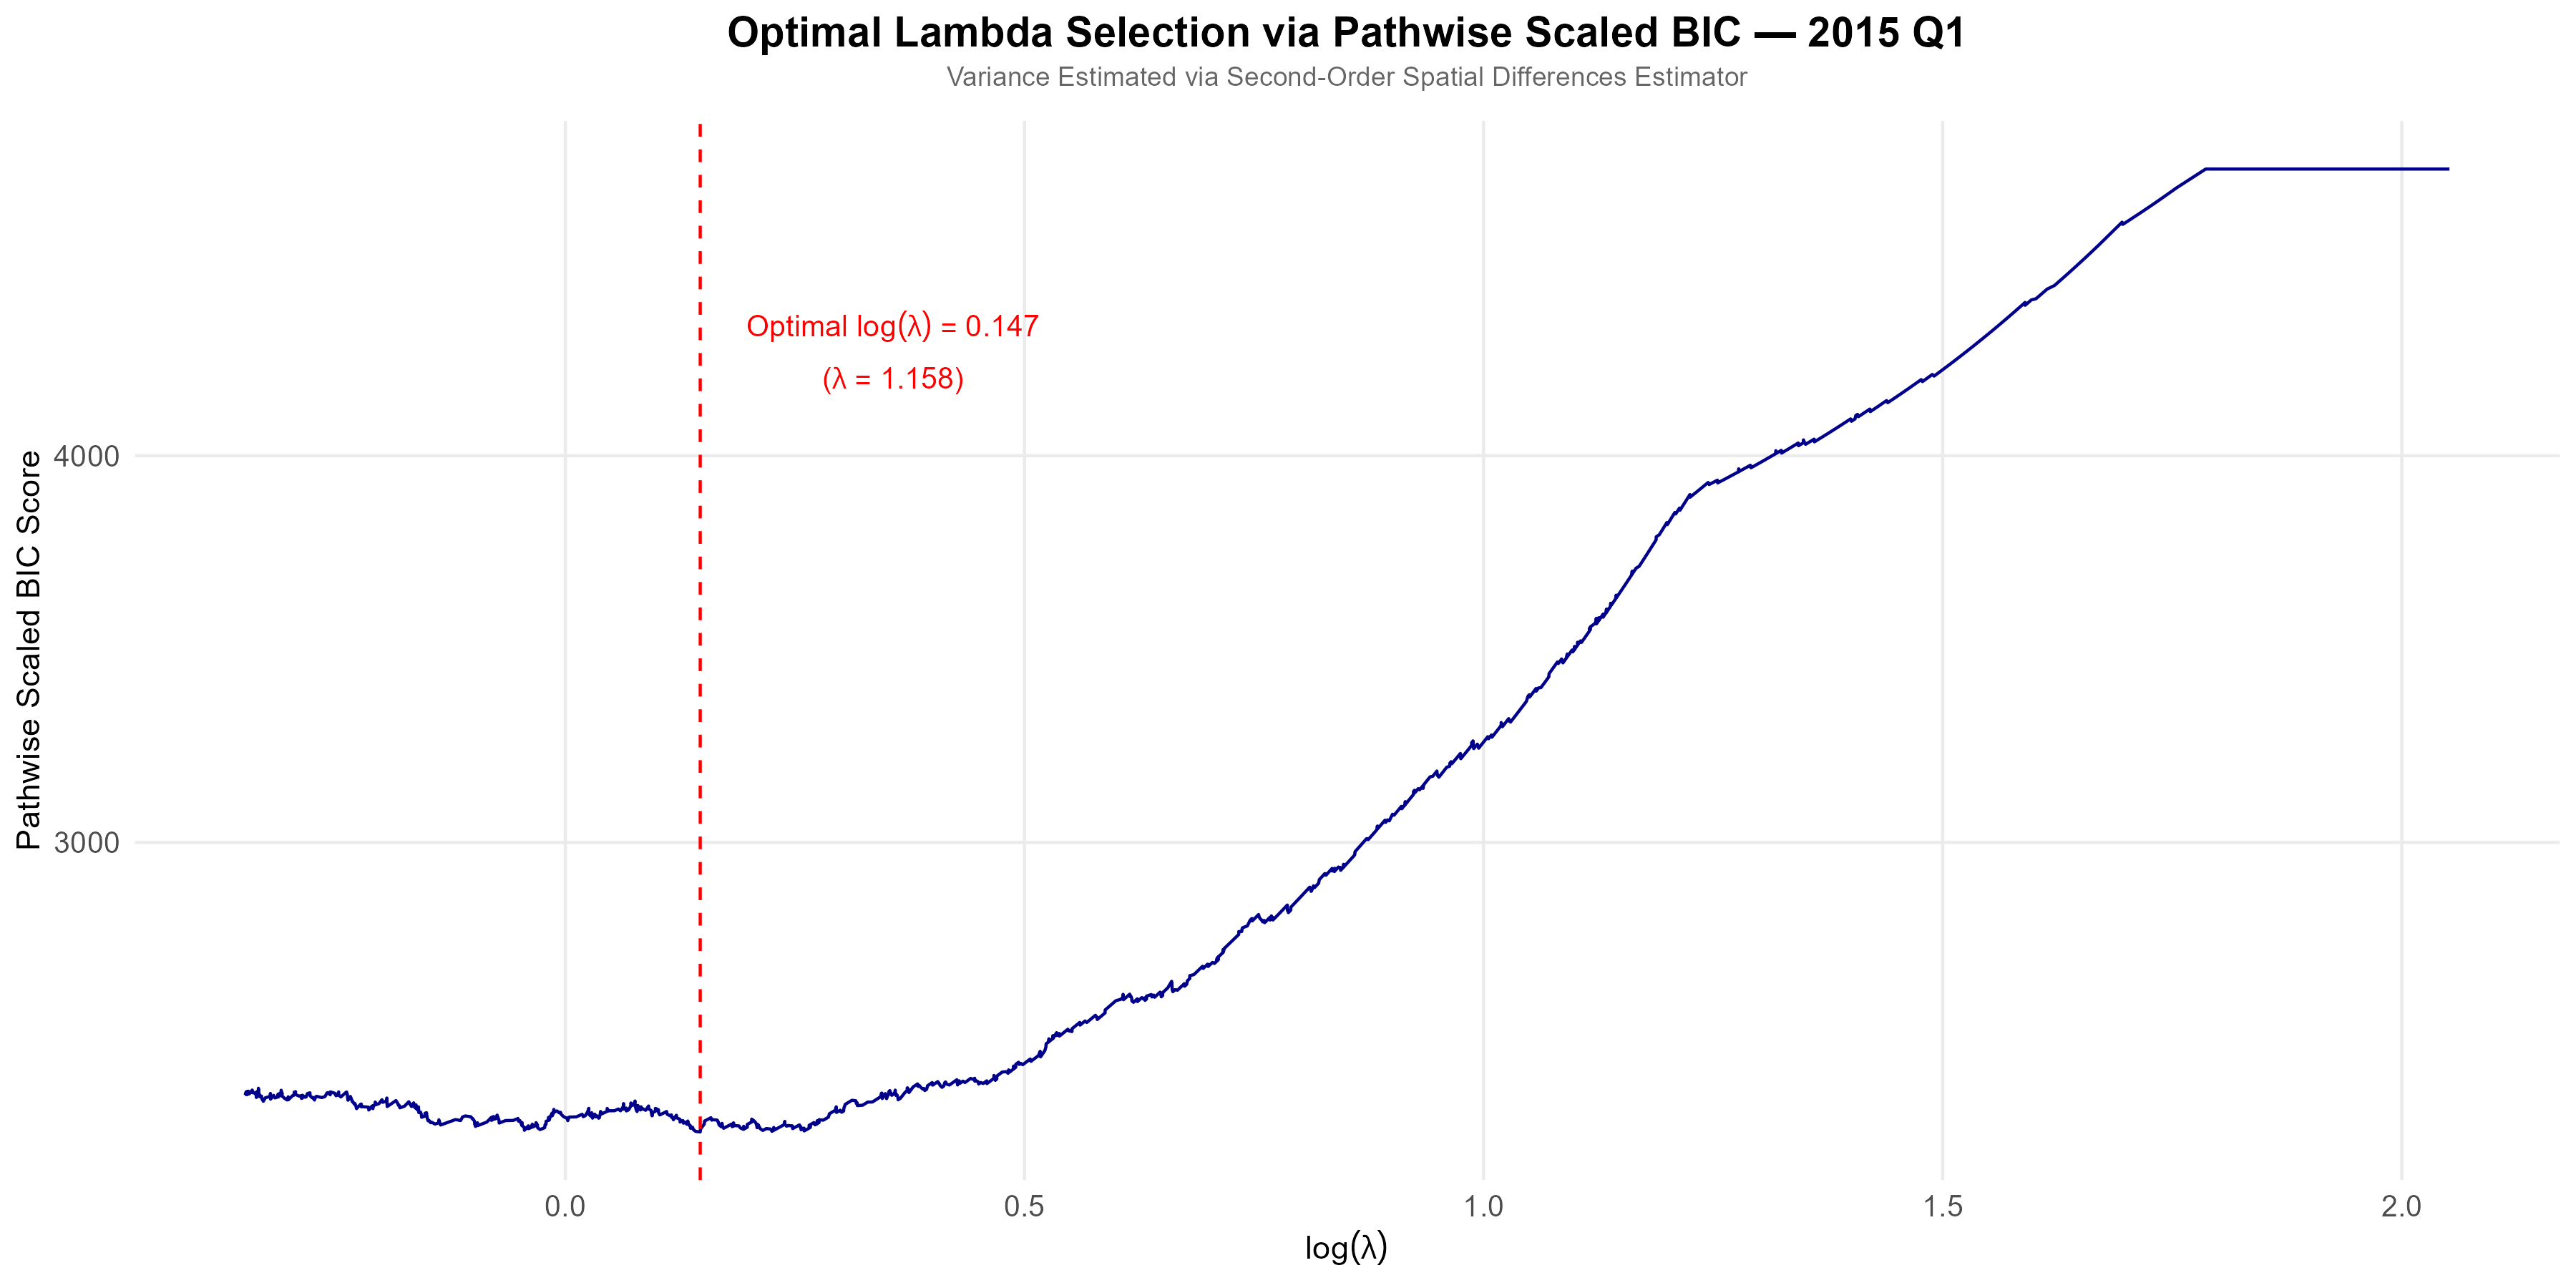 Optimal Lambda Selection via Pathwise Scaled BIC — 2015 Q1
Variance Estimated via Second-Order Spatial Differences Estimator
Pathwise Scaled BIC Score
4000
3000
Optimal log(λ) = 0.147
(λ = 1.158)
0.0 0.5 1.0 1.5 2.0
log(λ)